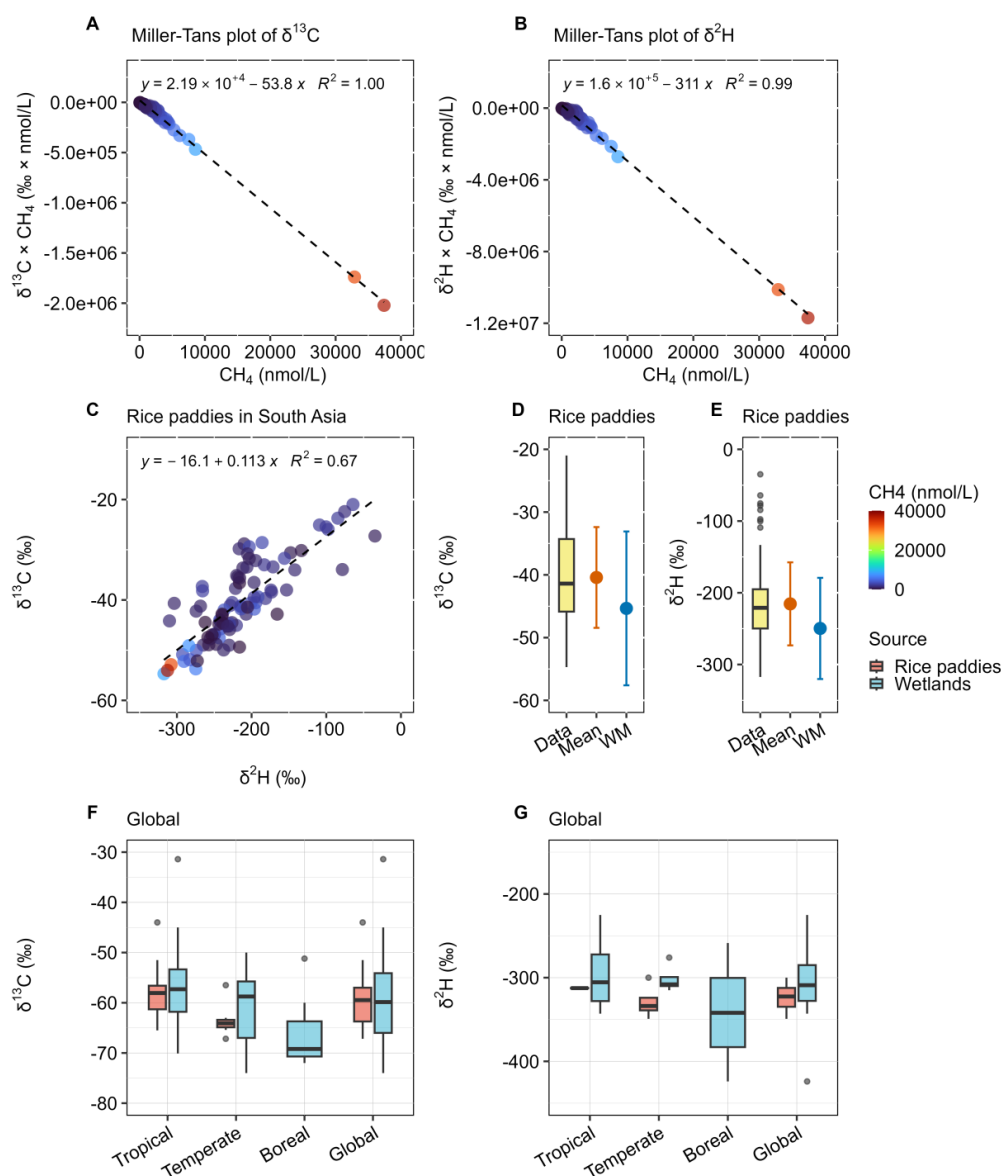 A
Miller-Tans plot of δ¹³C
y = 2.19 × 10⁺⁴ − 53.8 x R² = 1.00
0.0e+00
-5.0e+05
-1.0e+06
-1.5e+06
-2.0e+06
δ¹³C × CH₄ (‰ × nmol/L)
0 10000 20000 30000 40000
CH₄ (nmol/L)
B
Miller-Tans plot of δ²H
y = 1.6 × 10⁺⁵ − 311 x R² = 0.99
0.0e+00
-4.0e+06
-8.0e+06
-1.2e+07
δ²H × CH₄ (‰ × nmol/L)
0 10000 20000 30000 40000
CH₄ (nmol/L)
C
Rice paddies in South Asia
y = − 16.1 + 0.113 x R² = 0.67
-20
-40
-60
δ¹³C (‰)
-300 -200 -100 0
δ²H (‰)
D
Rice paddies
-20
-30
-40
-50
-60
δ¹³C (‰)
Data Mean WM
E
Rice paddies
0
-100
-200
-300
δ²H (‰)
Data Mean WM
CH4 (nmol/L)
40000
20000
0
Source
Rice paddies
Wetlands
F
Global
-30
-40
-50
-60
-70
-80
δ¹³C (‰)
Tropical Temperate Boreal Global
G
Global
-200
-300
-400
δ²H (‰)
Tropical Temperate Boreal Global